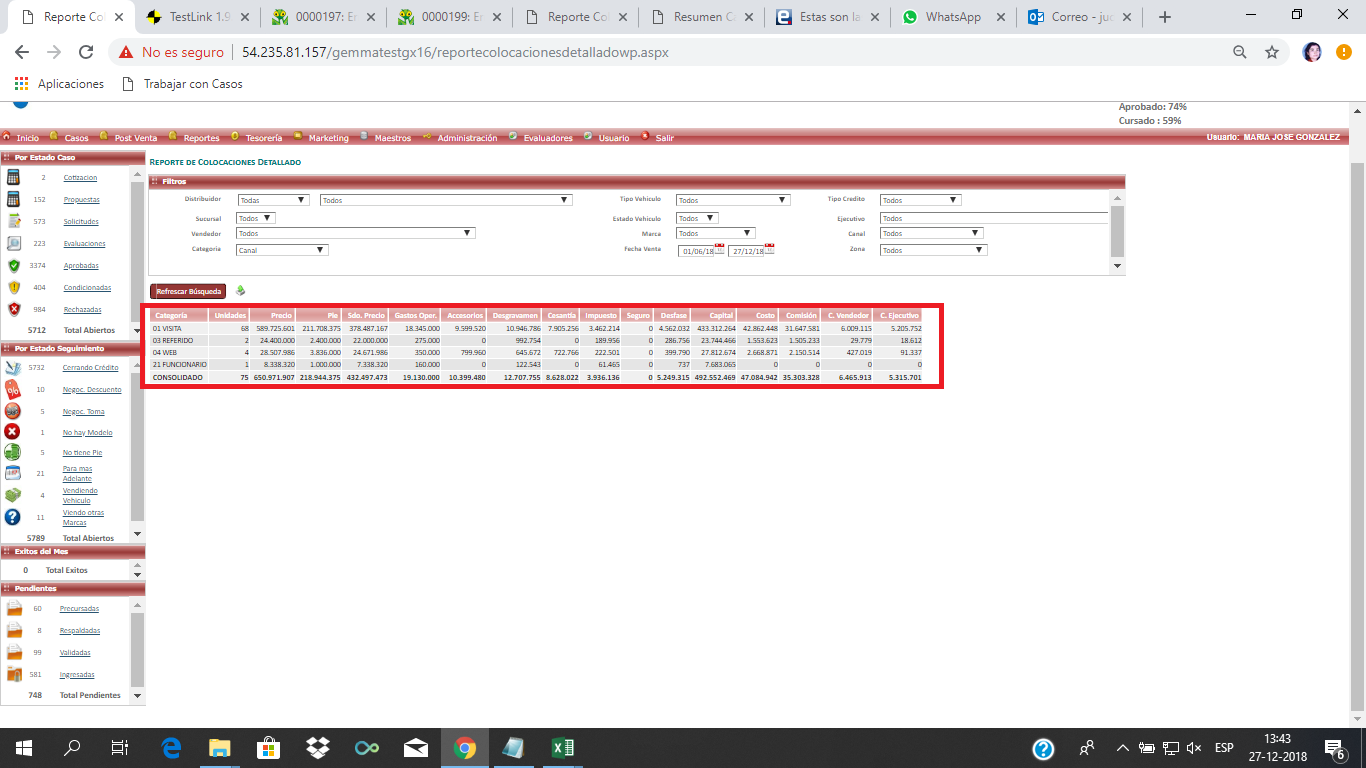 Reporte Col
TestLink 1.9
0000197: Er
0000199: Er
Reporte Col
Resumen C
Estas son la
WhatsApp
Correo - juc
No es seguro
54.235.81.157/gemmatestgx16/reportecolocacionesdetalladowp.aspx
Aplicaciones
Trabajar con Casos
Aprobado: 74%
Cursado : 59%
Inicio Casos Post Venta Reportes Tesorería Marketing Maestros Administración Evaluadores Usuario Salir
Usuario: MARIA JOSE GONZALEZ
Por Estado Caso
2 Cotizacion
152 Propuestas
573 Solicitudes
223 Evaluaciones
3374 Aprobadas
404 Condicionadas
984 Rechazadas
5712 Total Abiertos
Por Estado Seguimiento
5732 Cerrando Crédito
10 Negoc. Descuento
5 Negoc. Toma
1 No hay Modelo
5 No tiene Pie
21 Para mas Adelante
4 Vendiendo Vehiculo
11 Viendo otras Marcas
5789 Total Abiertos
Exitos del Mes
0 Total Exitos
Pendientes
60 Precursadas
8 Respaldadas
99 Validadas
581 Ingresadas
748 Total Pendientes
REPORTE DE COLOCACIONES DETALLADO
Filtros
Distribuidor Todas Todos Tipo Vehiculo Todos Tipo Credito Todos
Sucursal Todos Estado Vehiculo Todos Ejecutivo Todos
Vendedor Todos Marca Todos Canal Todos
Categoria Canal Fecha Venta 01/06/18 27/12/18 Zona Todos
Refrescar Búsqueda
Categoría Unidades Precio Pie Sdo. Precio Gastos Oper. Accesorios Desgravamen Cesantía Impuesto Seguro Desfase Capital Costo Comisión C. Vendedor C. Ejecutivo
01 VISITA 68 589.725.601 211.708.375 378.487.167 18.345.000 9.599.520 10.946.786 7.905.256 3.462.214 0 4.562.032 433.312.264 42.862.448 31.647.581 6.009.115 5.205.752
03 REFERIDO 2 24.400.000 2.400.000 22.000.000 275.000 0 992.754 0 189.956 0 286.756 23.744.466 1.553.623 1.505.233 29.779 18.612
04 WEB 4 28.507.986 3.836.000 24.671.986 350.000 799.960 645.672 722.766 222.501 0 399.790 27.812.674 2.668.871 2.150.514 427.019 91.337
21 FUNCIONARIO 1 8.338.320 1.000.000 7.338.320 160.000 0 122.543 0 61.465 0 737 7.683.065 0 0 0 0
CONSOLIDADO 75 650.971.907 218.944.375 432.497.473 19.130.000 10.399.480 12.707.755 8.628.022 3.936.136 0 5.249.315 492.552.469 47.084.942 35.303.328 6.465.913 5.315.701
ESP
13:43
27-12-2018
6